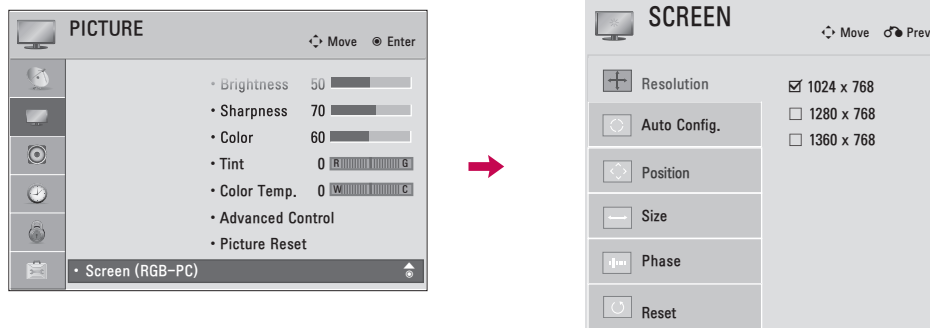 PICTURE
Move Enter
• Brightness 50
• Sharpness 70
• Color 60
• Tint 0 R G
• Color Temp. 0 W C
• Advanced Control
• Picture Reset
• Screen (RGB-PC)
SCREEN
Move Prev
Resolution
Auto Config.
Position
Size
Phase
Reset
☑ 1024 x 768
☐ 1280 x 768
☐ 1360 x 768